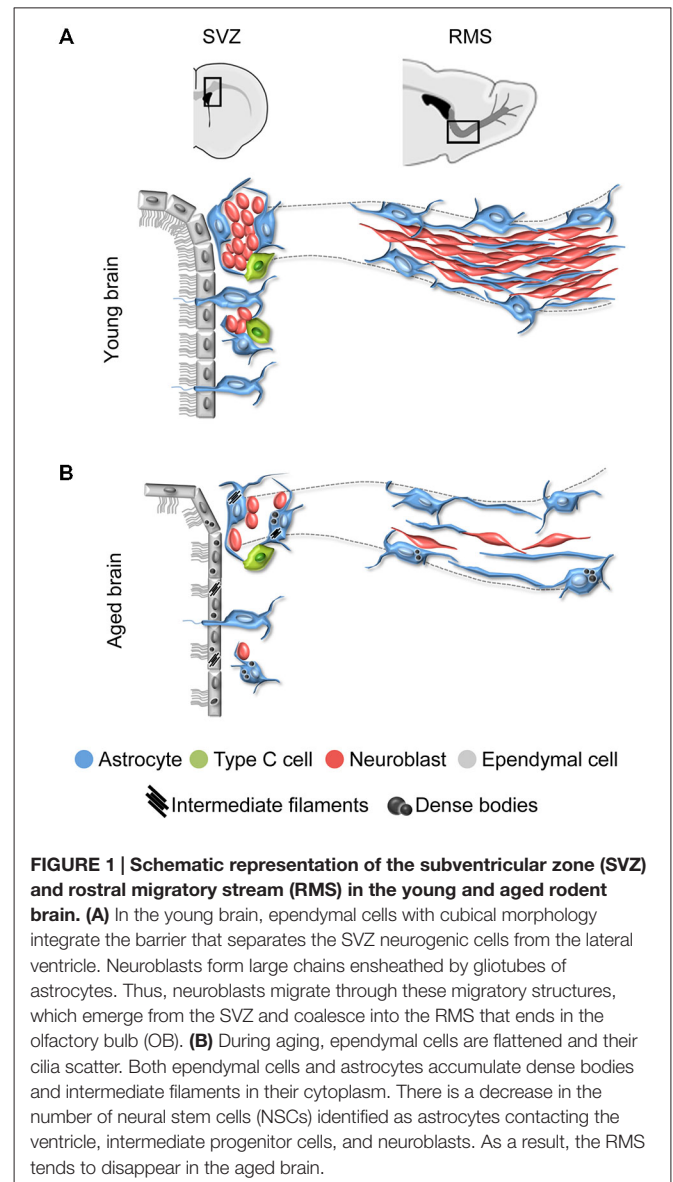 A
SVZ
RMS
Young brain
B
Aged brain
Astrocyte Type C cell Neuroblast Ependymal cell
Intermediate filaments Dense bodies
FIGURE 1 | Schematic representation of the subventricular zone (SVZ)
and rostral migratory stream (RMS) in the young and aged rodent
brain. (A) In the young brain, ependymal cells with cubical morphology
integrate the barrier that separates the SVZ neurogenic cells from the lateral
ventricle. Neuroblasts form large chains ensheathed by gliotubes of
astrocytes. Thus, neuroblasts migrate through these migratory structures,
which emerge from the SVZ and coalesce into the RMS that ends in the
olfactory bulb (OB). (B) During aging, ependymal cells are flattened and their
cilia scatter. Both ependymal cells and astrocytes accumulate dense bodies
and intermediate filaments in their cytoplasm. There is a decrease in the
number of neural stem cells (NSCs) identified as astrocytes contacting the
ventricle, intermediate progenitor cells, and neuroblasts. As a result, the RMS
tends to disappear in the aged brain.